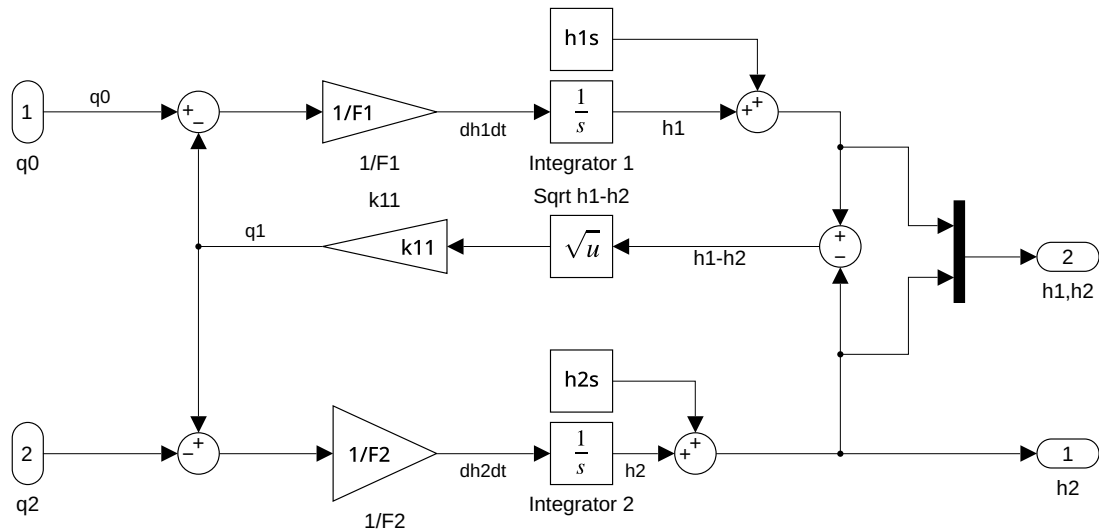 h1s
q0
1
+
−
1/F1
1
s
+
+
dh1dt
h1
q0
1/F1
Integrator 1
k11
Sqrt h1-h2
q1
k11
√u
h1-h2
+
−
2
h1,h2
h2s
2
−
+
1/F2
1
s
+
+
1
dh2dt
h2
q2
Integrator 2
h2
1/F2